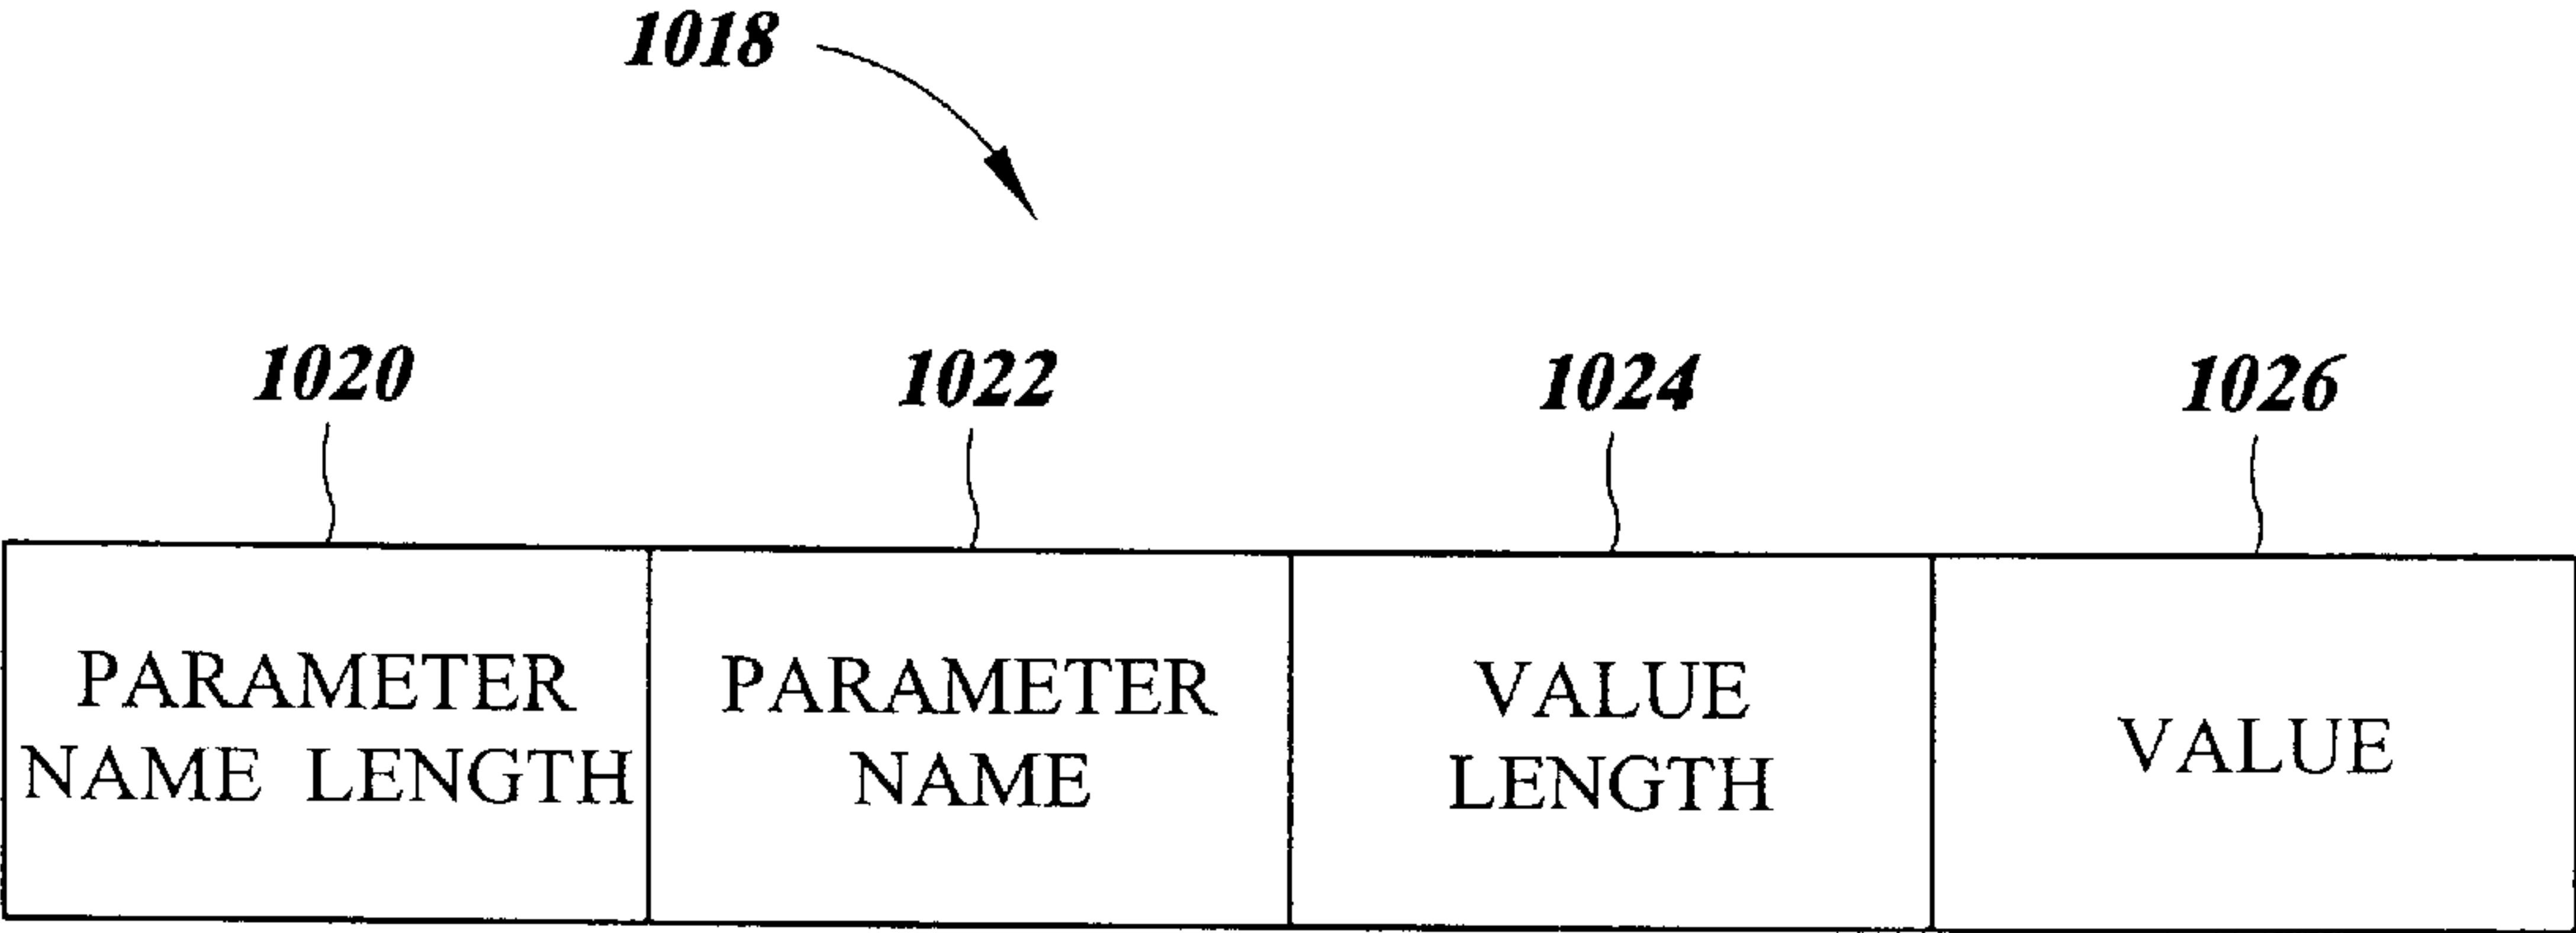 1018
1020 1022 1024 1026
PARAMETER
NAME LENGTH
PARAMETER
NAME
VALUE
LENGTH
VALUE